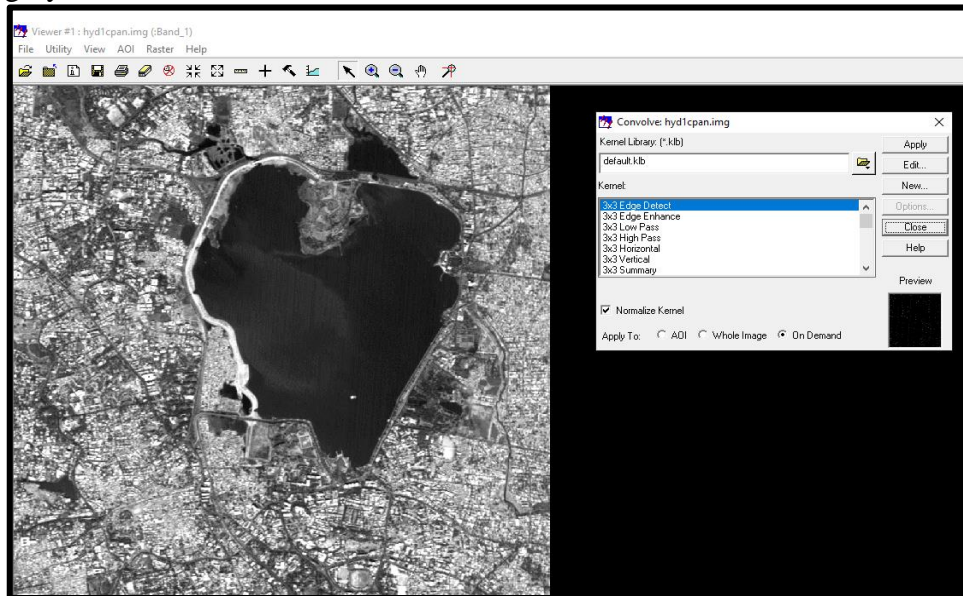 Viewer #1 : hyd1cpan.img (:Band_1)
File Utility View AOI Raster Help
Convolve: hyd1cpan.img
Kernel Library: (*.klb)
default.klb
Kernel:
3x3 Edge Detect
3x3 Edge Enhance
3x3 Low Pass
3x3 High Pass
3x3 Horizontal
3x3 Vertical
3x3 Summary
Normalize Kernel
Apply To: AOI Whole Image On Demand
Apply
Edit...
New...
Options...
Close
Help
Preview